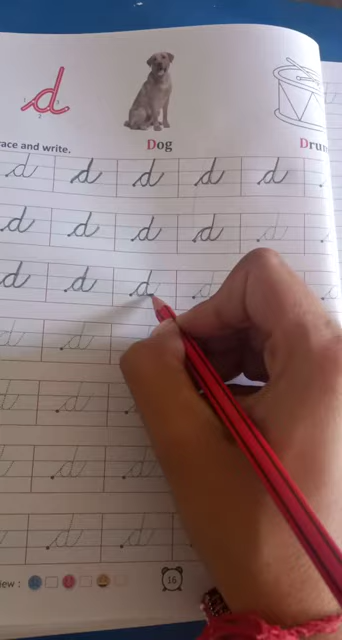 d
Dog
Dru
race and write.
d d d d d
d d d d d
d d d d
d d
d d
d d
d d
iew :
16